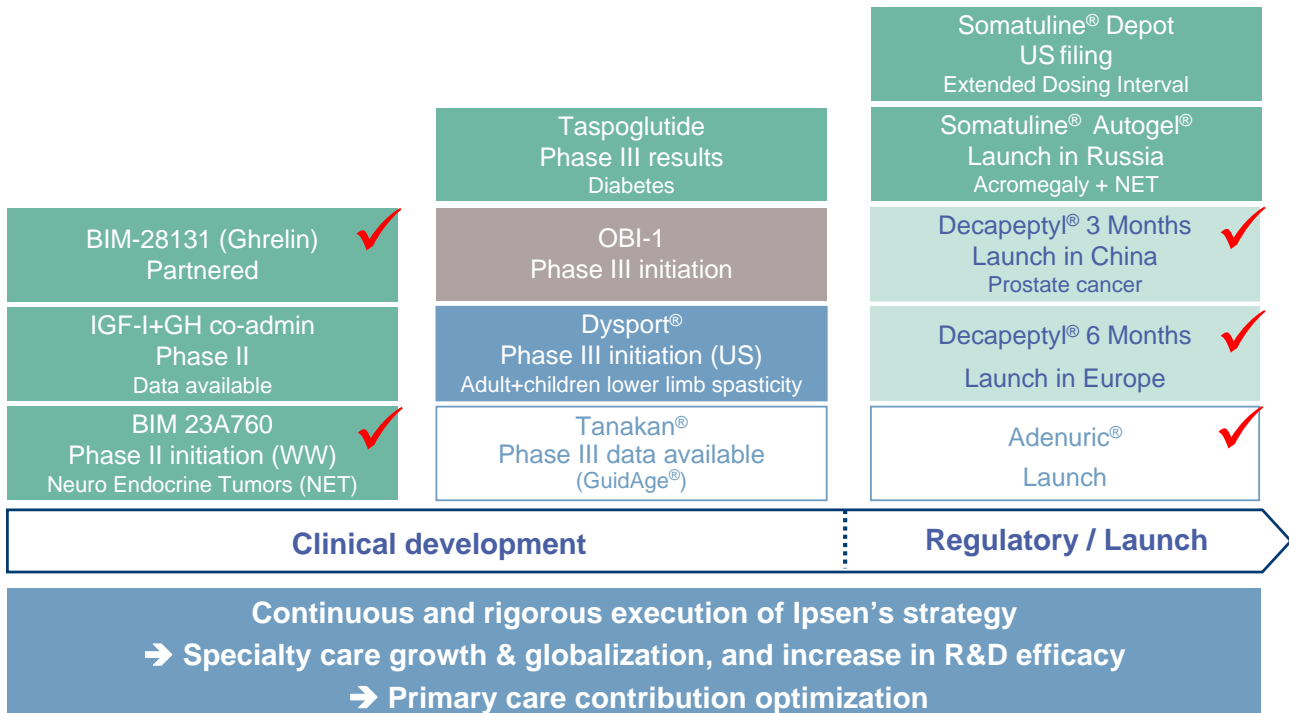 BIM-28131 (Ghrelin)
Partnered
IGF-I+GH co-admin
Phase II
Data available
BIM 23A760
Phase II initiation (WW)
Neuro Endocrine Tumors (NET)
Taspoglutide
Phase III results
Diabetes
OBI-1
Phase III initiation
Dysport®
Phase III initiation (US)
Adult+children lower limb spasticity
Tanakan®
Phase III data available
(GuidAge®)
Somatuline® Depot
US filing
Extended Dosing Interval
Somatuline® Autogel®
Launch in Russia
Acromegaly + NET
Decapeptyl® 3 Months
Launch in China
Prostate cancer
Decapeptyl® 6 Months
Launch in Europe
Adenuric®
Launch
Clinical development
Regulatory / Launch
Continuous and rigorous execution of Ipsen’s strategy
➔ Specialty care growth & globalization, and increase in R&D efficacy
➔ Primary care contribution optimization